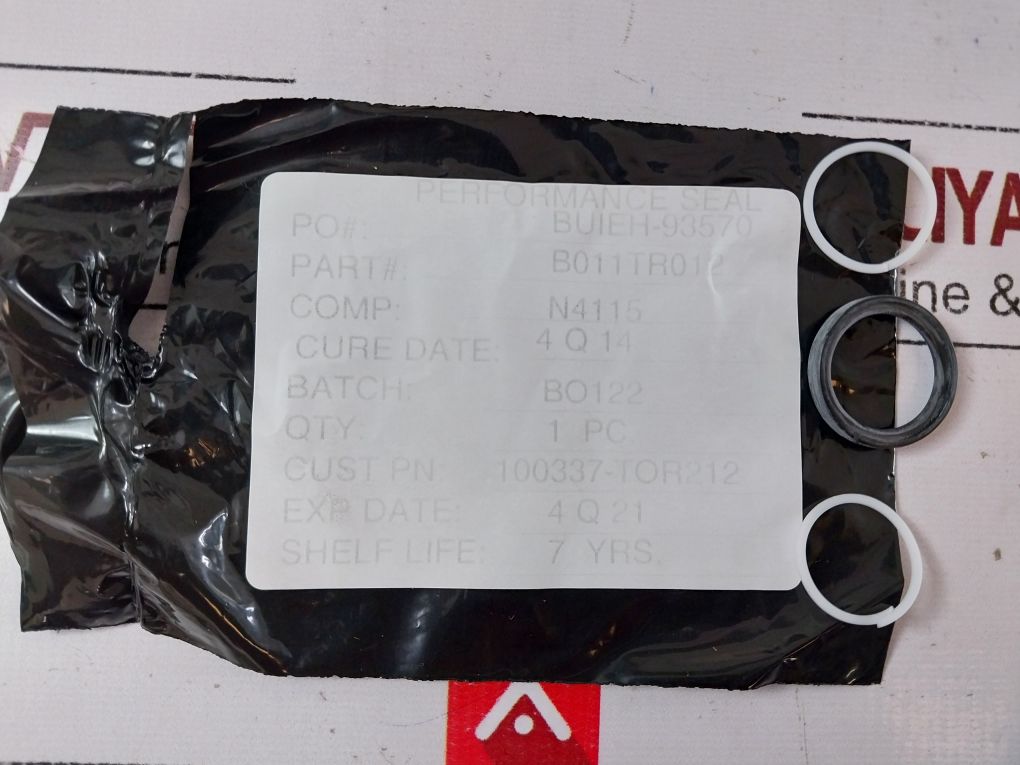 PERFORMANCE SEAL
PO#: BUIEH-93570
PART#: B011TR012
COMP: N4115
CURE DATE: 4 Q 14
BATCH: BO122
QTY: 1 PC
CUST PN: 100337-TOR212
EXP DATE: 4 Q 21
SHELF LIFE: 7 YRS.
IYA
ine &